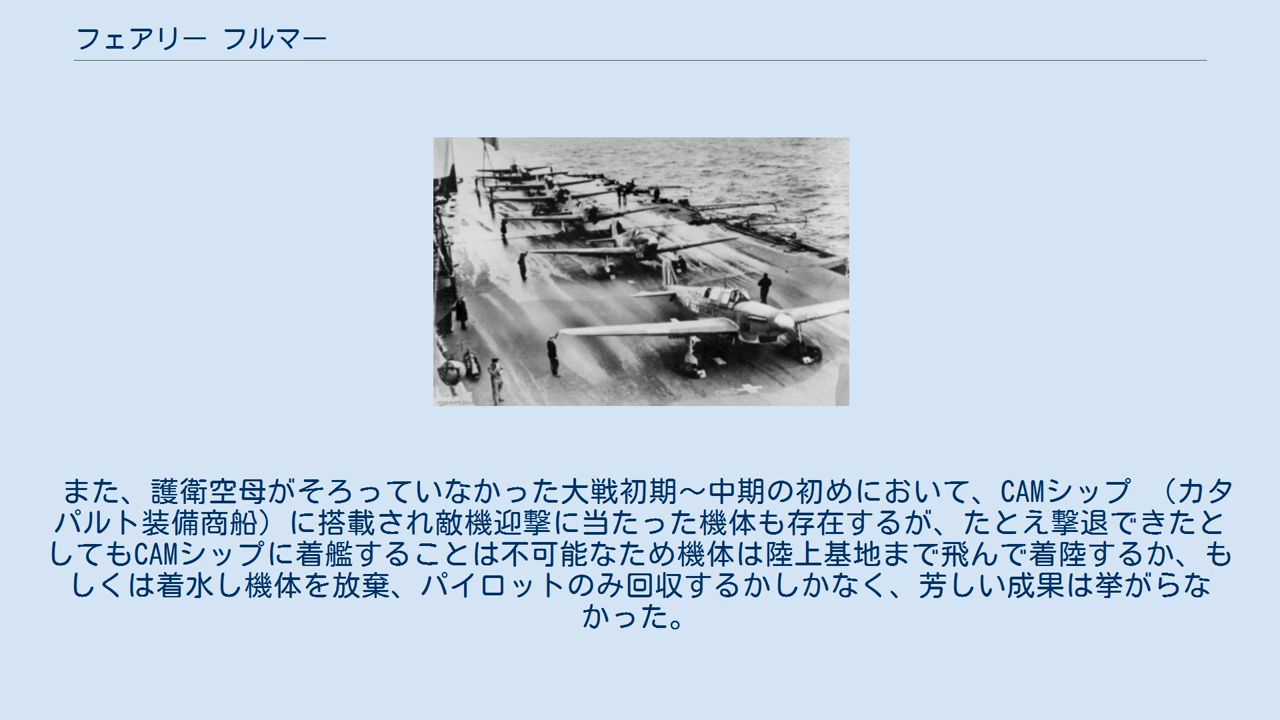 フェアリー フルマー
また、護衛空母がそろっていなかった大戦初期～中期の初めにおいて、CAMシップ （カタ
パルト装備商船）に搭載され敵機迎撃に当たった機体も存在するが、たとえ撃退できたと
してもCAMシップに着艦することは不可能なため機体は陸上基地まで飛んで着陸するか、も
しくは着水し機体を放棄、パイロットのみ回収するかしかなく、芳しい成果は挙がらな
かった。